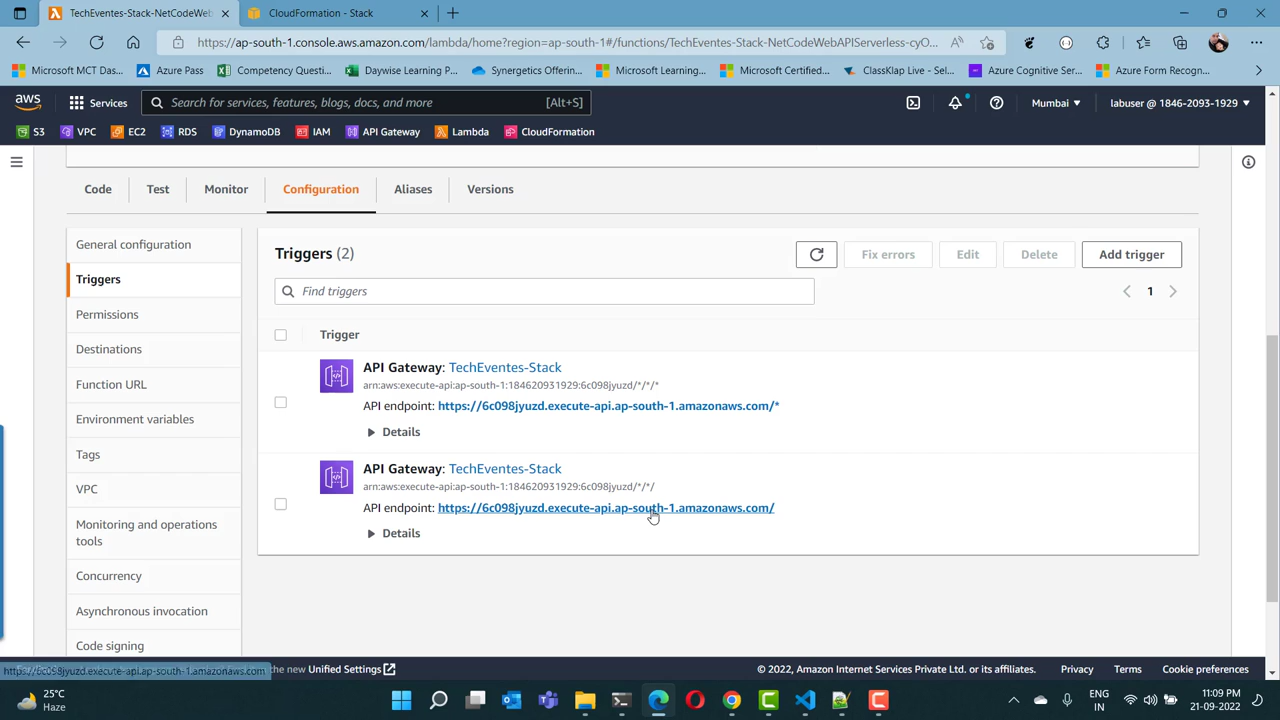 TechEventes-Stack-NetCodeWeb
CloudFormation - Stack
https://ap-south-1.console.aws.amazon.com/lambda/home?region=ap-south-1#/functions/TechEventes-Stack-NetCodeWebAPIServerless-cyO...
Microsoft MCT Das... Azure Pass Competency Questi... Daywise Learning P... Synergetics Offerin... Microsoft Learning... Microsoft Certified... ClassKlap Live - Sel... Azure Cognitive Ser... Azure Form Recogn...
aws Services Search for services, features, blogs, docs, and more [Alt+S] Mumbai labuser @ 1846-2093-1929
S3 VPC EC2 RDS DynamoDB IAM API Gateway Lambda CloudFormation
Code Test Monitor Configuration Aliases Versions
General configuration
Triggers
Permissions
Destinations
Function URL
Environment variables
Tags
VPC
Monitoring and operations
tools
Concurrency
Asynchronous invocation
Code signing
Triggers (2)
Fix errors Edit Delete Add trigger
Find triggers
1
Trigger
API Gateway: TechEventes-Stack
arn:aws:execute-api:ap-south-1:184620931929:6c098jyuzd/*/*/*
API endpoint: https://6c098jyuzd.execute-api.ap-south-1.amazonaws.com/*
Details
API Gateway: TechEventes-Stack
arn:aws:execute-api:ap-south-1:184620931929:6c098jyuzd/*/*/
API endpoint: https://6c098jyuzd.execute-api.ap-south-1.amazonaws.com/
Details
https://6c098jyuzd.execute-api.ap-south-1.amazonaws.com
the new Unified Settings
© 2022, Amazon Internet Services Private Ltd. or its affiliates. Privacy Terms Cookie preferences
25°C
Haze
ENG
IN
11:09 PM
21-09-2022